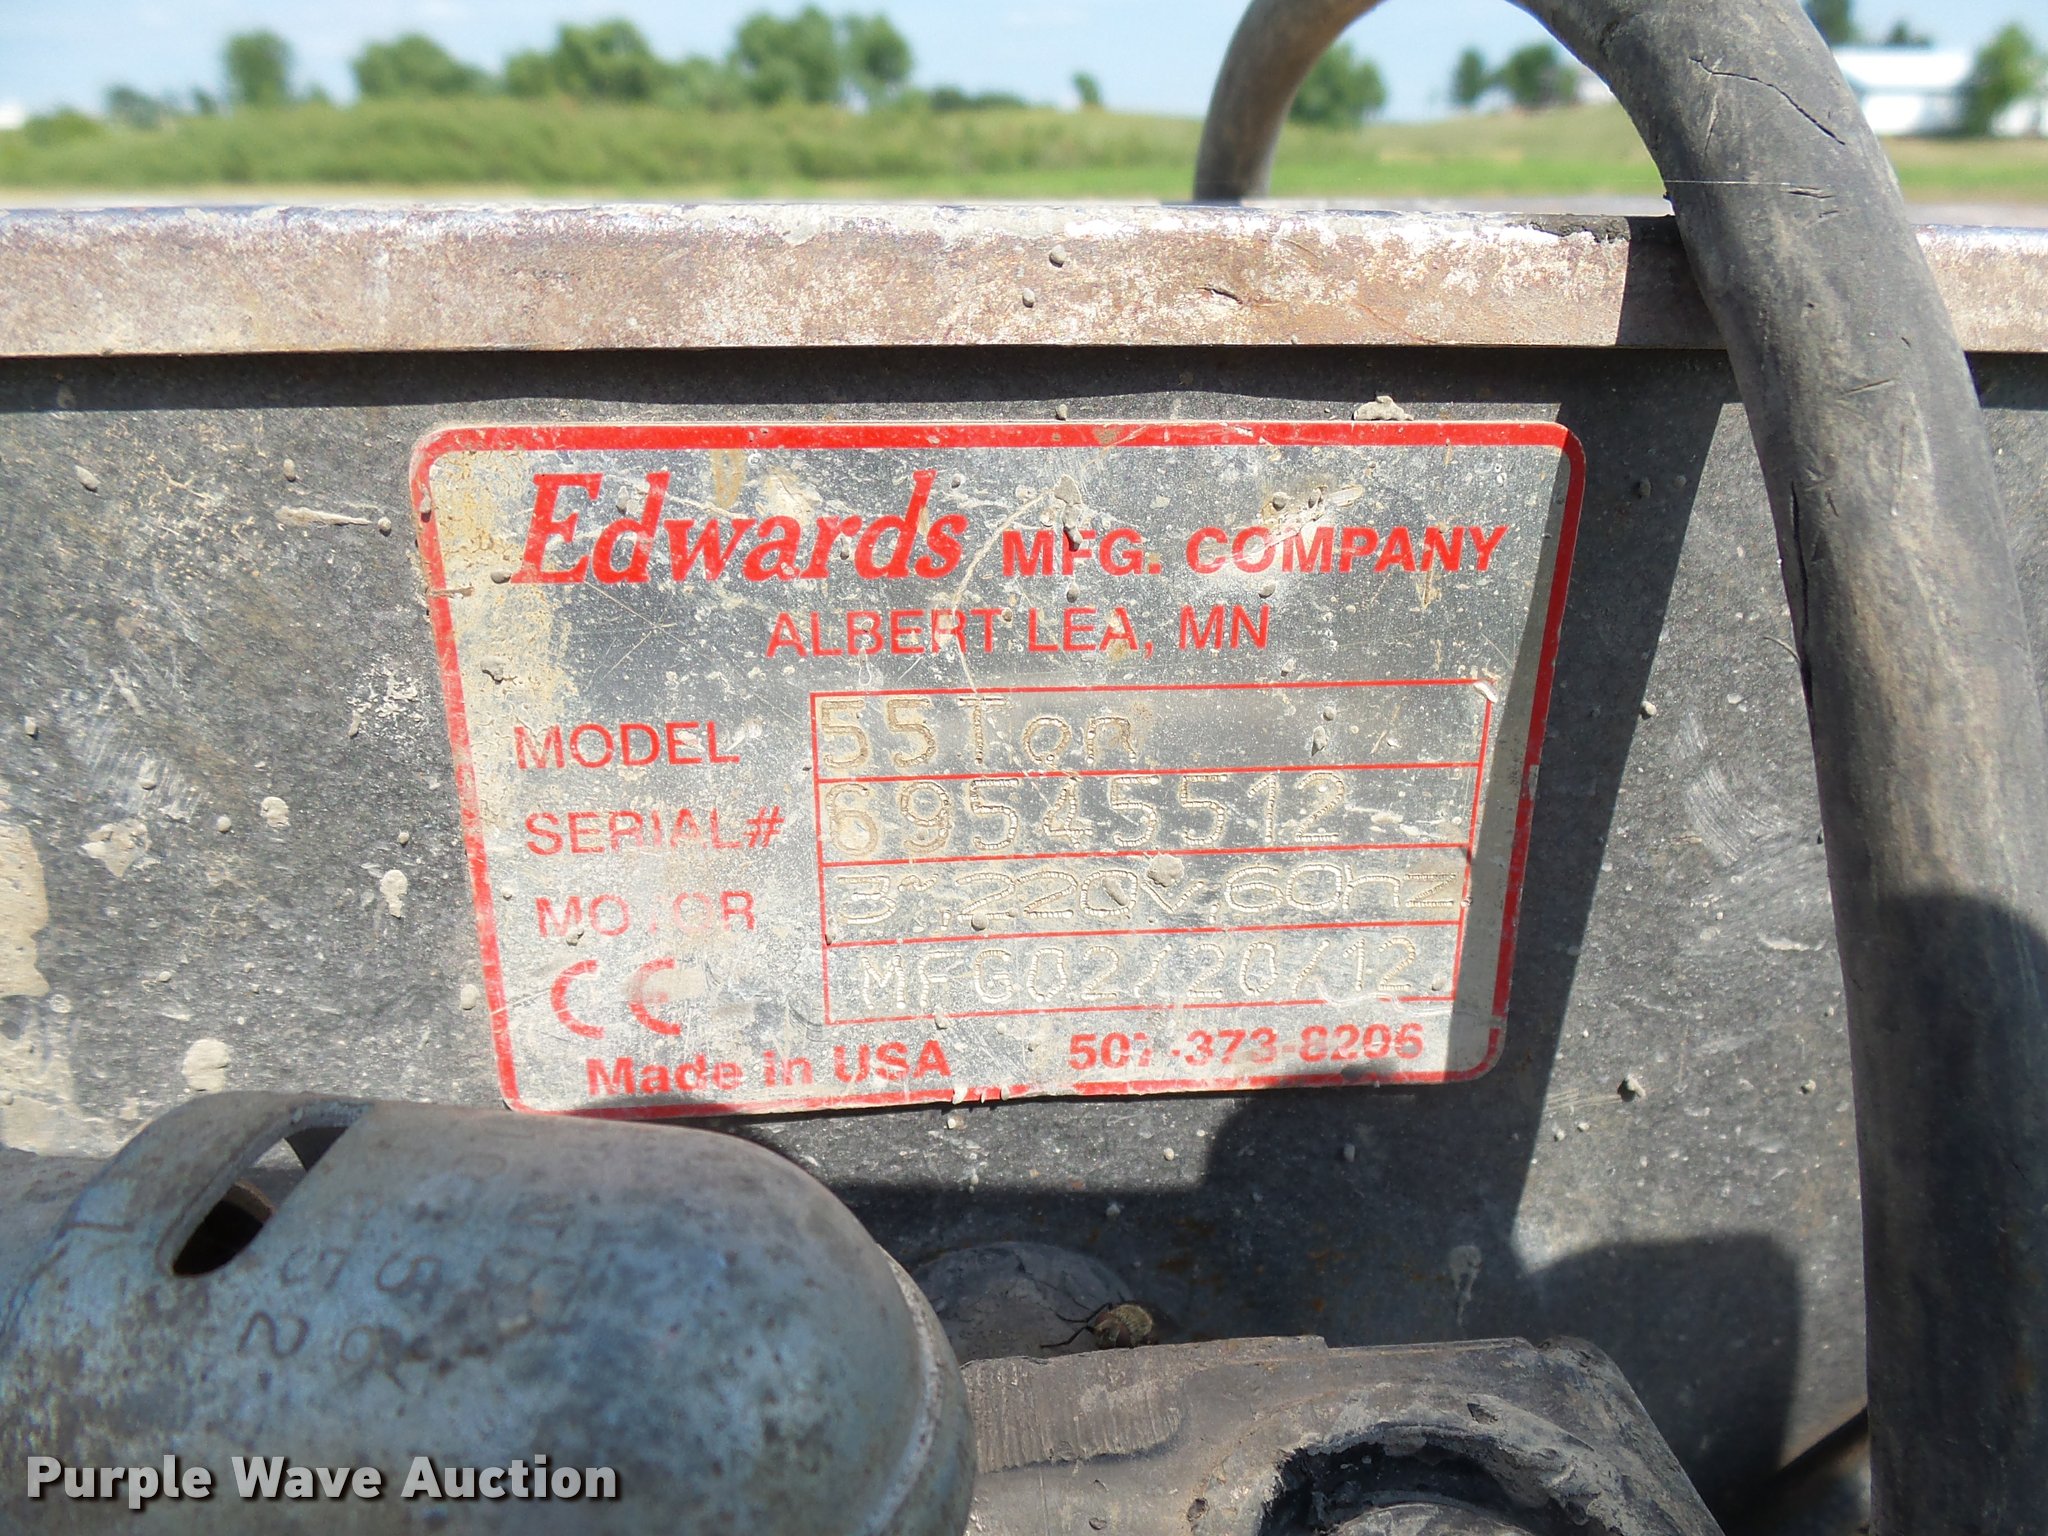 Edwards MFG. COMPANY
ALBERT LEA, MN
MODEL 55Ton
SERIAL# 69545512
MOTOR 3~, 220v, 60hz
CE MFG02/20/12
Made in USA 507-373-8206
Purple Wave Auction